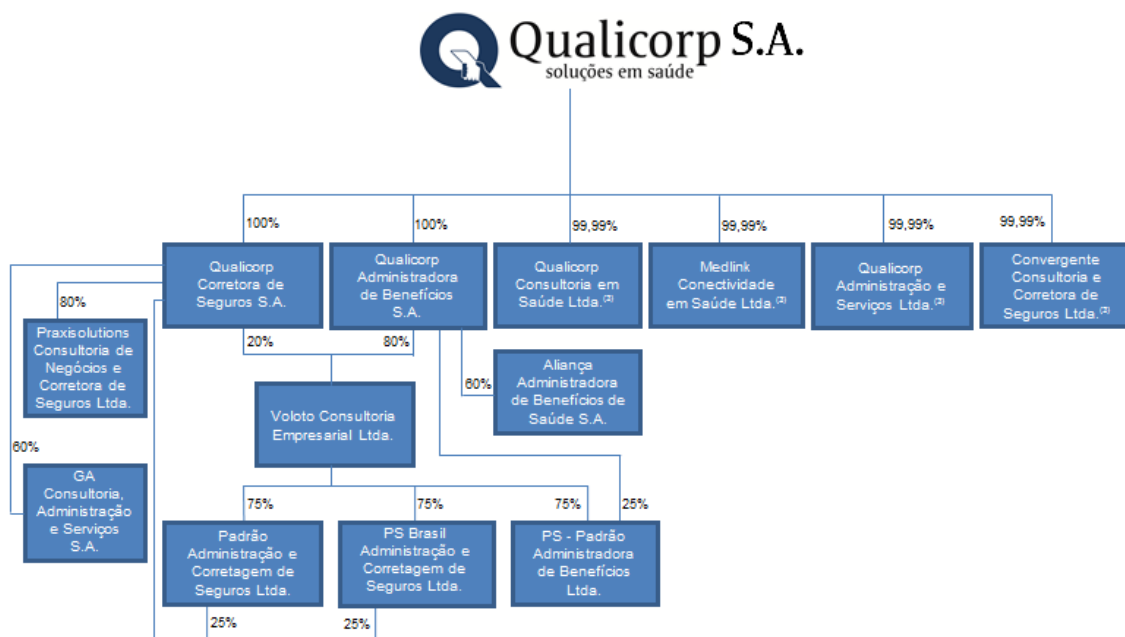 Qualicorp S.A.
soluções em saúde
100%
100%
99,99%
99,99%
99,99%
99,99%
Qualicorp
Corretora de
Seguros S.A.
Qualicorp
Administradora
de Benefícios
S.A.
Qualicorp
Consultoria em
Saúde Ltda.(2)
Medlink
Conectividade
em Saúde Ltda.(2)
Qualicorp
Administração e
Serviços Ltda.(2)
Convergente
Consultoria e
Corretora de
Seguros Ltda.(2)
80%
Praxisolutions
Consultoria de
Negócios e
Corretora de
Seguros Ltda.
20%
80%
60%
Aliança
Administradora
de Benefícios de
Saúde S.A.
Voloto Consultoria
Empresarial Ltda.
60%
GA
Consultoria,
Administração
e Serviços
S.A.
75%
75%
75%
25%
Padrão
Administração e
Corretagem de
Seguros Ltda.
PS Brasil
Administração e
Corretagem de
Seguros Ltda.
PS - Padrão
Administradora
de Benefícios
Ltda.
25%
25%